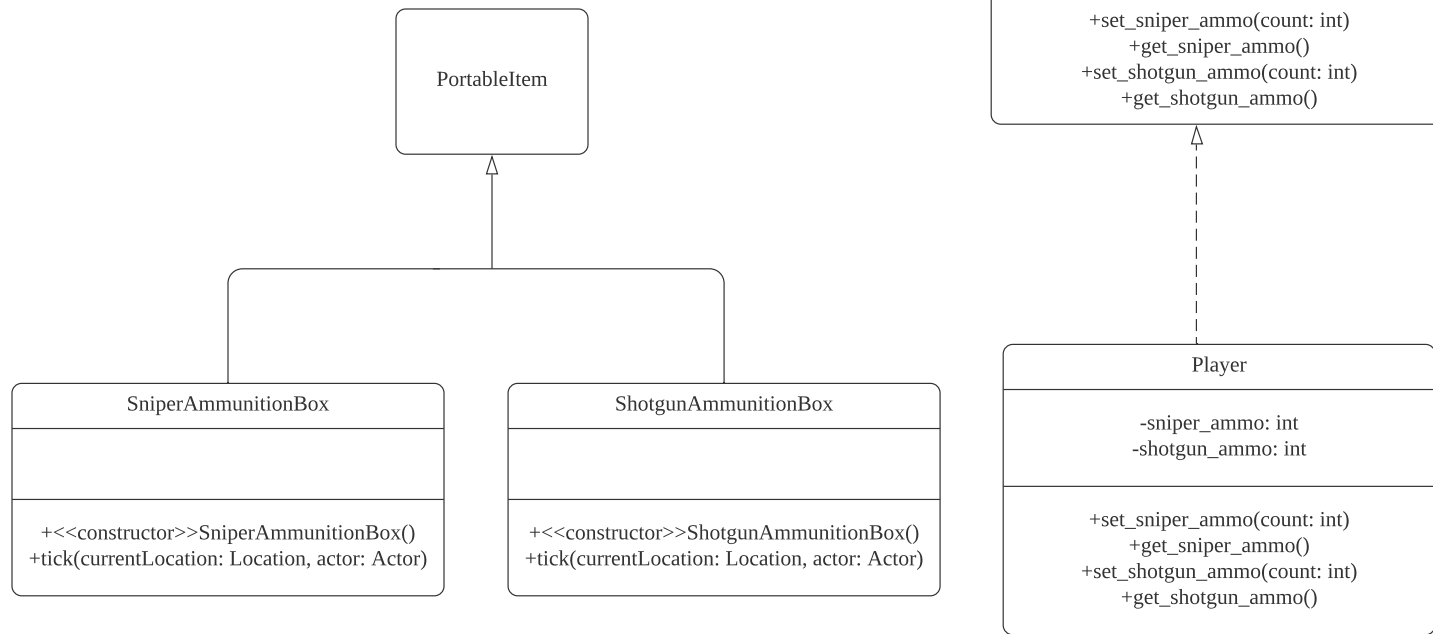 PortableItem
+set_sniper_ammo(count: int)
+get_sniper_ammo()
+set_shotgun_ammo(count: int)
+get_shotgun_ammo()
SniperAmmunitionBox
+<<constructor>>SniperAmmunitionBox()
+tick(currentLocation: Location, actor: Actor)
ShotgunAmmunitionBox
+<<constructor>>ShotgunAmmunitionBox()
+tick(currentLocation: Location, actor: Actor)
Player
-sniper_ammo: int
-shotgun_ammo: int
+set_sniper_ammo(count: int)
+get_sniper_ammo()
+set_shotgun_ammo(count: int)
+get_shotgun_ammo()